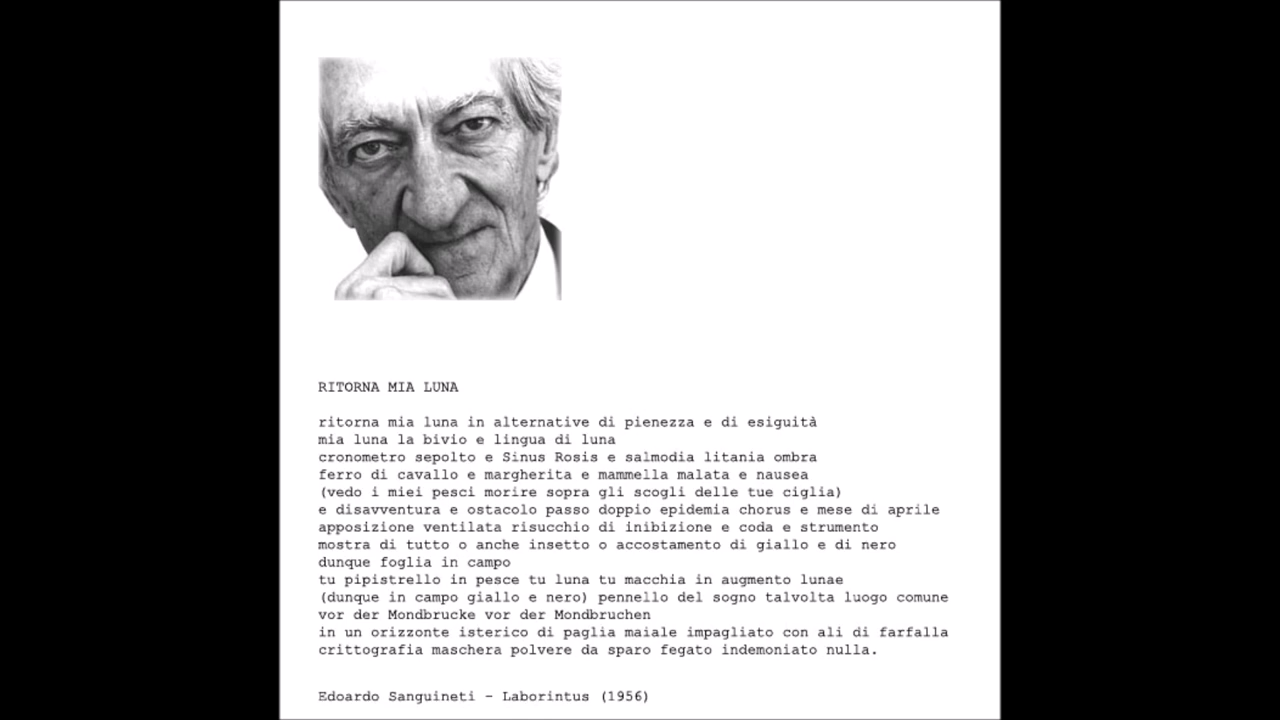 RITORNA MIA LUNA
ritorna mia luna in alternative di pienezza e di esiguità
mia luna la bivio e lingua di luna
cronometro sepolto e Sinus Rosis e salmodia litania ombra
ferro di cavallo e margherita e mammella malata e nausea
(vedo i miei pesci morire sopra gli scogli delle tue ciglia)
e disavventura e ostacolo passo doppio epidemia chorus e mese di aprile
apposizione ventilata risucchio di inibizione e coda e strumento
mostra di tutto o anche insetto o accostamento di giallo e di nero
dunque foglia in campo
tu pipistrello in pesce tu luna tu macchia in augmento lunae
(dunque in campo giallo e nero) pennello del sogno talvolta luogo comune
vor der Mondbrucke vor der Mondbruchen
in un orizzonte isterico di paglia maiale impagliato con ali di farfalla
crittografia maschera polvere da sparo fegato indemoniato nulla.
Edoardo Sanguineti - Laborintus (1956)